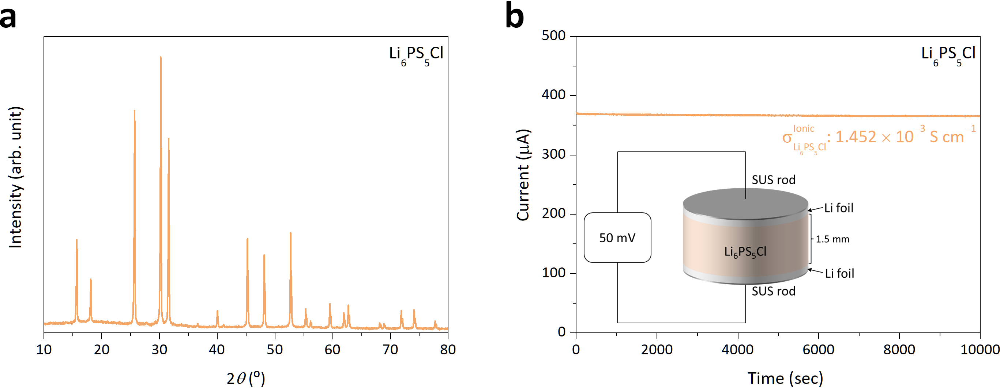 a
Li₆PS₅Cl
Intensity (arb. unit)
10 20 30 40 50 60 70 80
2θ (º)
b
500
400
300
200
100
0
Current (µA)
Li₆PS₅Cl
σ Ionic Li₆PS₅Cl : 1.452 × 10⁻³ S cm⁻¹
SUS rod
Li foil
50 mV
1.5 mm
Li₆PS₅Cl
Li foil
SUS rod
0 2000 4000 6000 8000 10000
Time (sec)